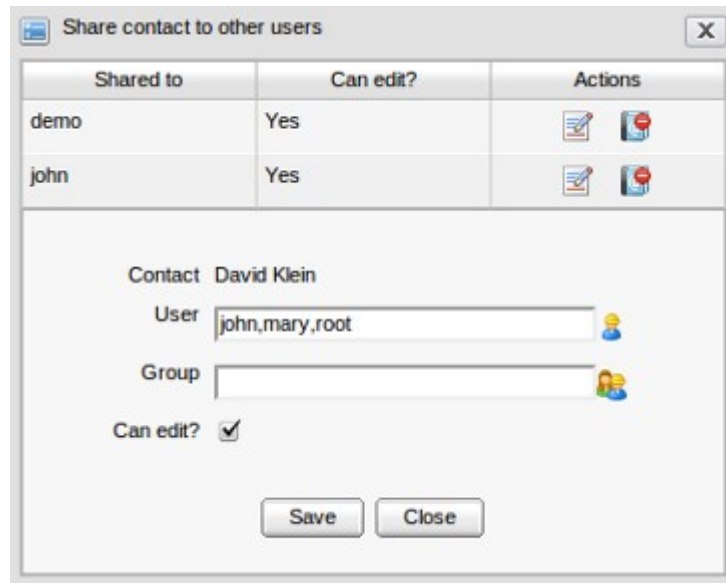 Share contact to other users
Shared to Can edit? Actions
demo Yes
john Yes
Contact David Klein
User john,mary,root
Group
Can edit?
Save Close